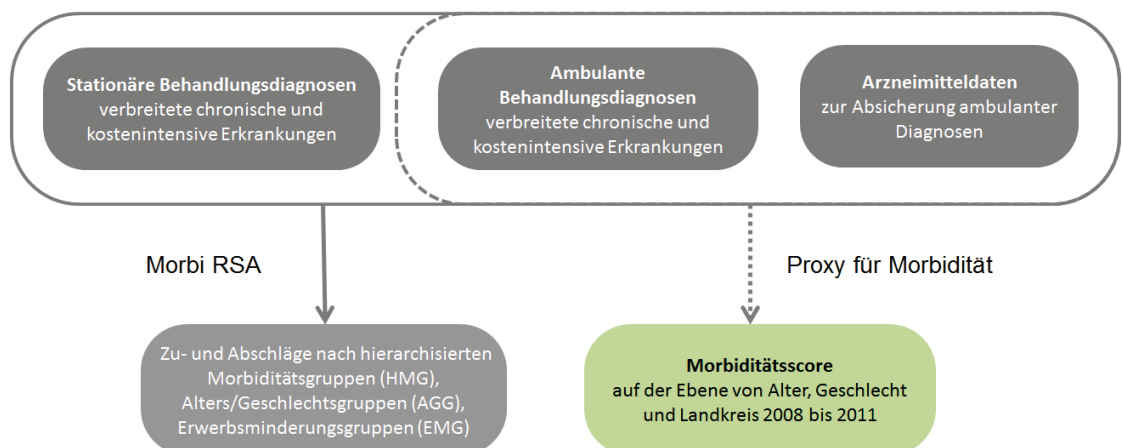 Stationäre Behandlungsdiagnosen
verbreitete chronische und
kostenintensive Erkrankungen
Ambulante
Behandlungsdiagnosen
verbreitete chronische und
kostenintensive Erkrankungen
Arzneimitteldaten
zur Absicherung ambulanter
Diagnosen
Morbi RSA
Proxy für Morbidität
Zu- und Abschläge nach hierarchisierten
Morbiditätsgruppen (HMG),
Alters/Geschlechtsgruppen (AGG),
Erwerbsminderungsgruppen (EMG)
Morbiditätsscore
auf der Ebene von Alter, Geschlecht
und Landkreis 2008 bis 2011